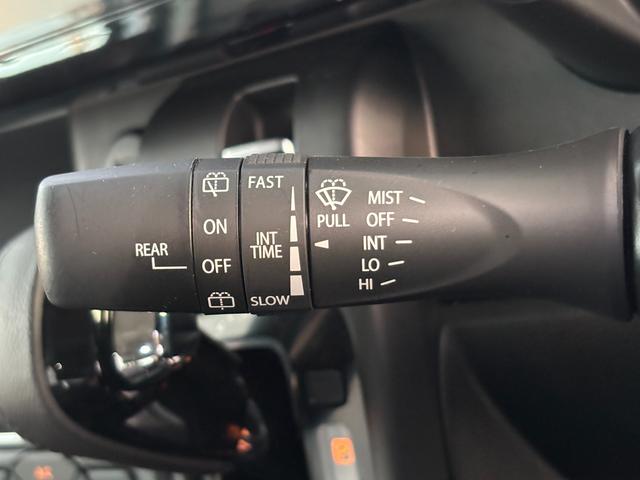 REAR
ON
OFF
FAST
INT
TIME
SLOW
PULL
MIST
OFF
INT
LO
HI